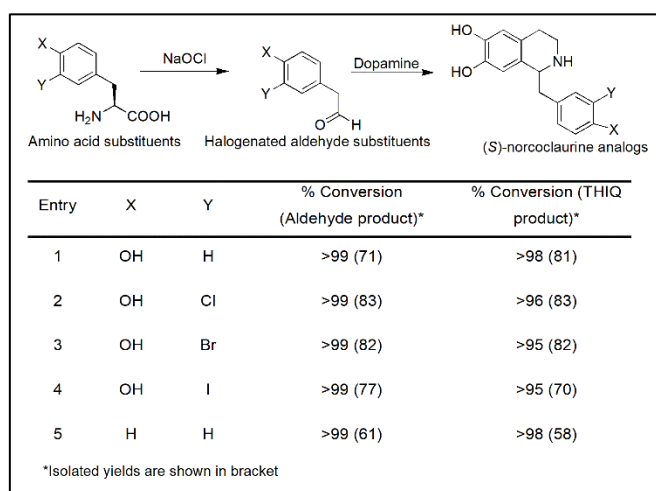 X
Y
H₂N
COOH
NaOCl
X
Y
O
H
Dopamine
HO
HO
NH
Y
X
Amino acid substituents
Halogenated aldehyde substituents
(S)-norcoclaurine analogs
Entry X Y % Conversion (Aldehyde product)* % Conversion (THIQ product)*
1 OH H >99 (71) >98 (81)
2 OH Cl >99 (83) >96 (83)
3 OH Br >99 (82) >95 (82)
4 OH I >99 (77) >95 (70)
5 H H >99 (61) >98 (58)
*Isolated yields are shown in bracket